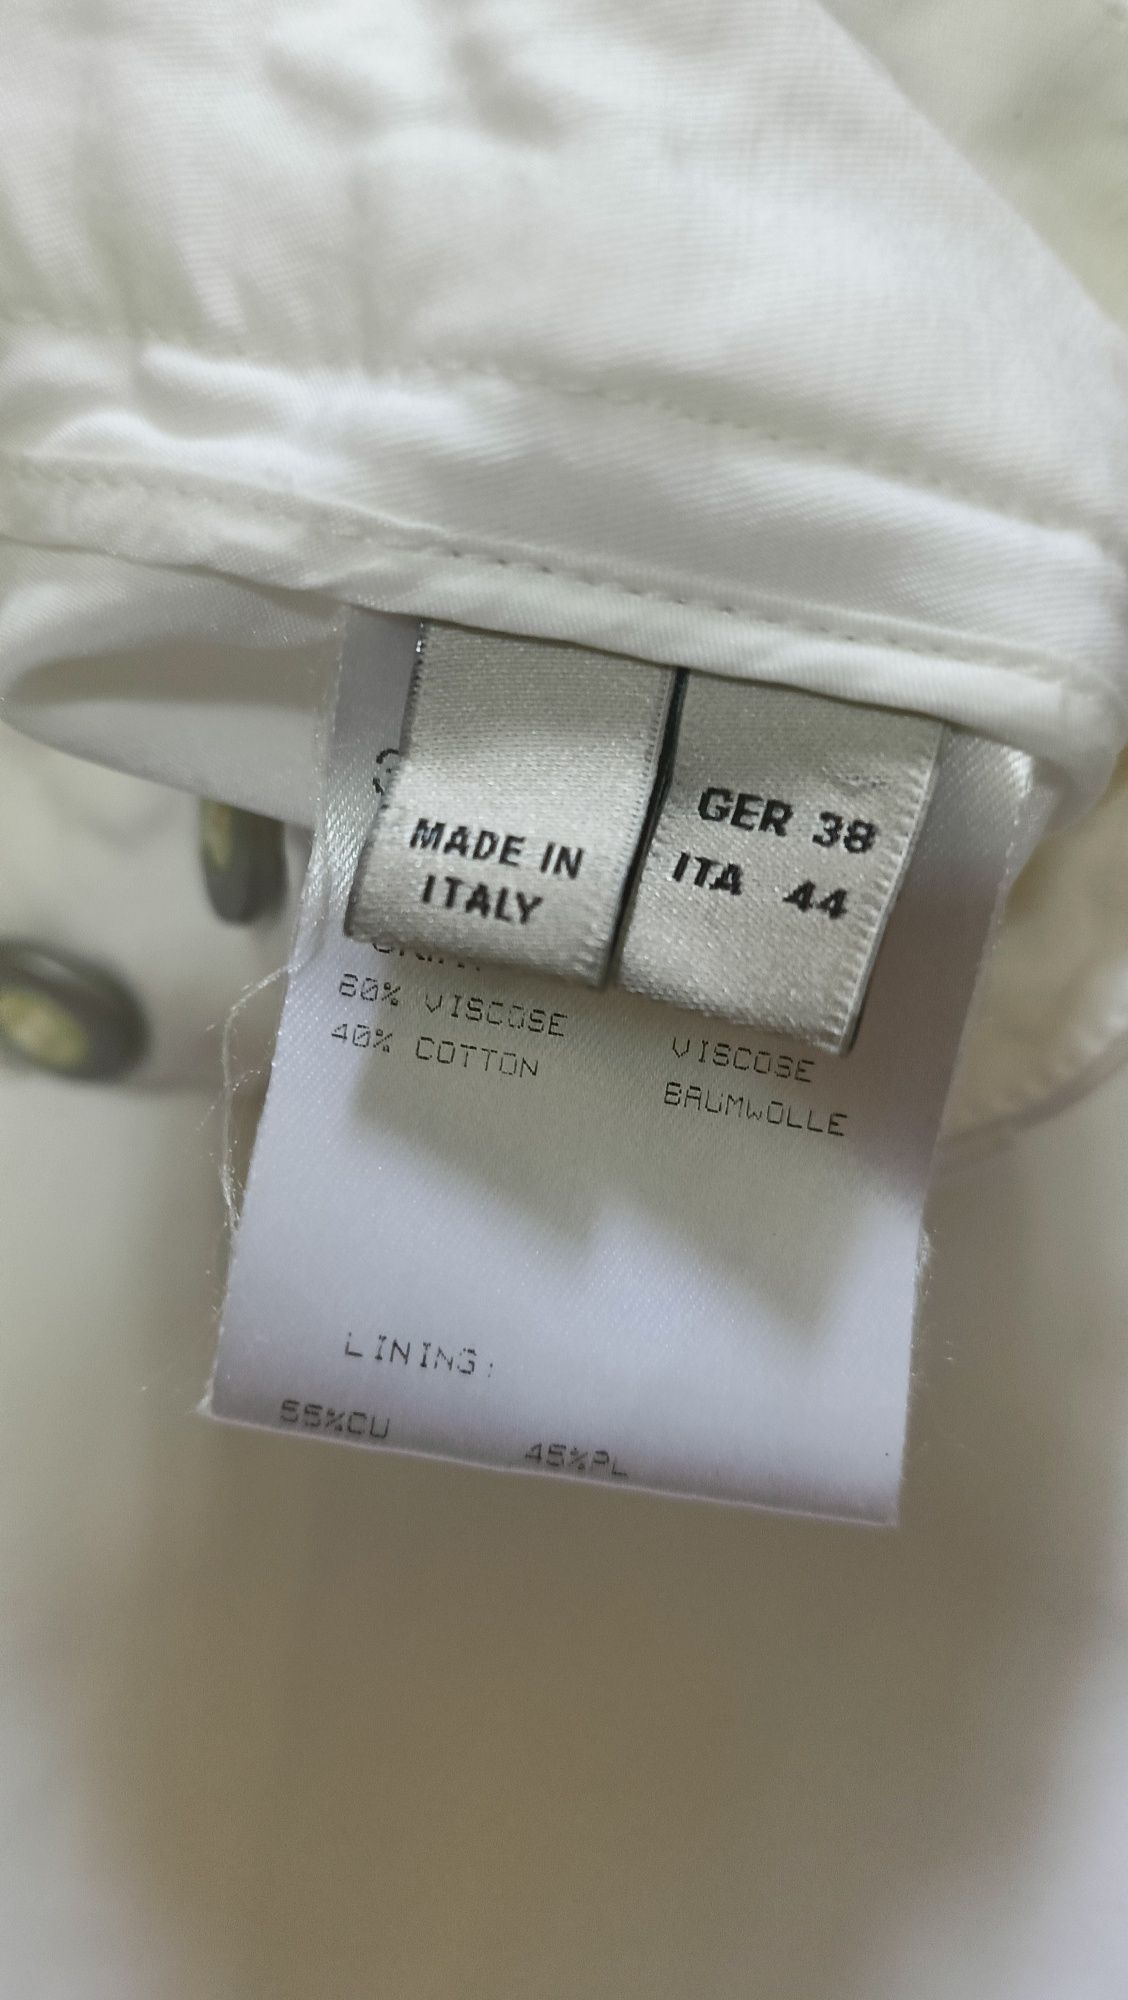 MADE IN
ITALY
GER 38
ITA 44
60% VISCOSE VISCOSE
40% COTTON BAUMWOLLE
LINING:
55%CU 45%PL